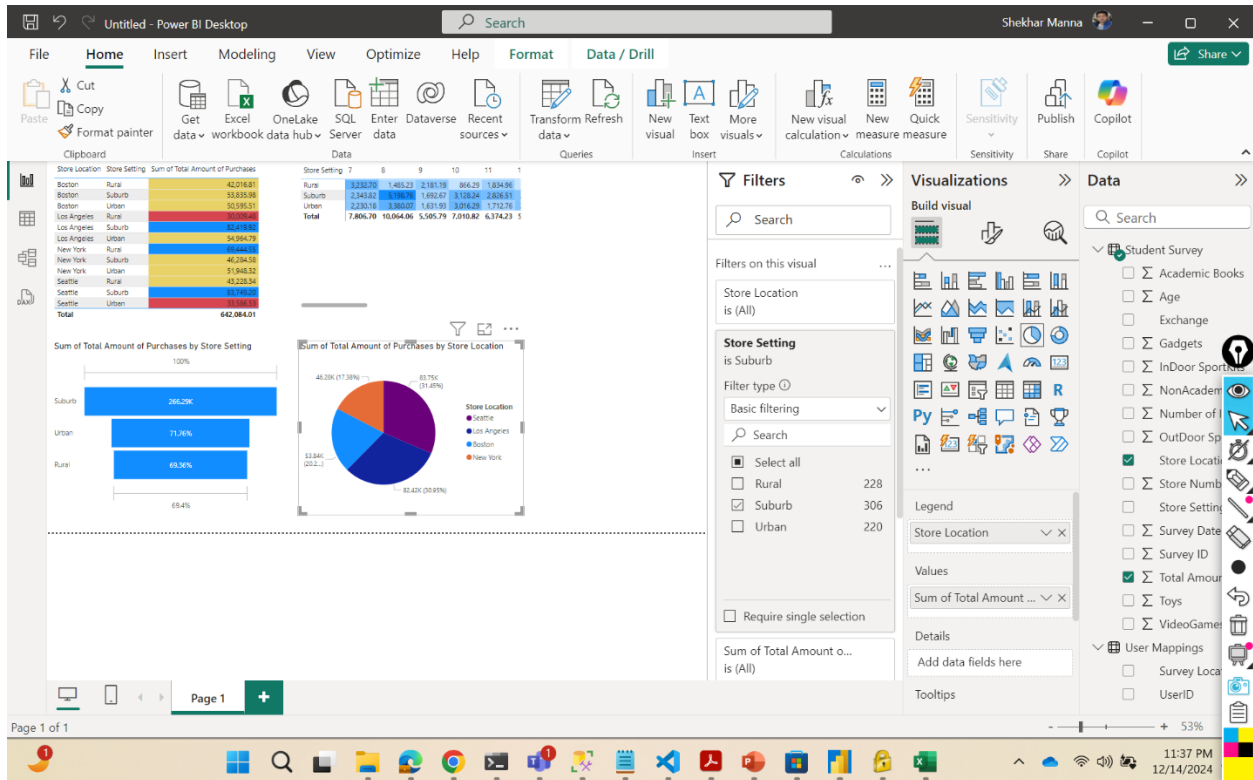 Untitled - Power BI Desktop
Search
Shekhar Manna
File Home Insert Modeling View Optimize Help Format Data / Drill
Share
Paste
Cut
Copy
Format painter
Clipboard
Get data
Excel workbook
OneLake data hub
SQL Server
Enter data
Dataverse
Recent sources
Data
Transform data
Refresh
Queries
New visual
Text box
More visuals
Insert
New visual calculation
New measure
Quick measure
Calculations
Sensitivity
Sensitivity
Publish
Share
Copilot
Copilot
Store Location Store Setting Sum of Total Amount of Purchases
Boston Rural 42,016.81
Boston Suburb 53,835.98
Boston Urban 50,595.51
Los Angeles Rural
Los Angeles Suburb
Los Angeles Urban 54,964.79
New York Rural
New York Suburb 46,284.58
New York Urban 51,948.32
Seattle Rural 43,228.34
Seattle Suburb
Seattle Urban
Total 642,084.01
Store Setting 7 8 9 10 11 1
Rural 3,232.70 1,485.23 2,181.19 866.29 1,834.96
Suburb 2,343.82 1,692.67 3,128.24 2,826.51
Urban 2,230.18 3,380.07 1,631.93 3,016.29 1,712.76
Total 7,806.70 10,064.06 5,505.79 7,010.82 6,374.23 5
Sum of Total Amount of Purchases by Store Setting
100%
Suburb 266.29K
Urban 71.76%
Rural 69.36%
69.4%
Sum of Total Amount of Purchases by Store Location
46.28K (17.38%)
83.75K
(31.45%)
53.84K
(20.2...)
82.42K (30.95%)
Store Location
Seattle
Los Angeles
Boston
New York
Filters
Search
Filters on this visual
Store Location
is (All)
Store Setting
is Suburb
Filter type
Basic filtering
Search
Select all
Rural 228
Suburb 306
Urban 220
Require single selection
Sum of Total Amount o...
is (All)
Visualizations
Build visual
123
R
Py
...
Legend
Store Location
Values
Sum of Total Amount ...
Details
Add data fields here
Tooltips
Data
Search
Student Survey
Academic Books
Age
Exchange
Gadgets
InDoor SportKits
NonAcadem
Number of
OutDoor Sp
Store Locati
Store Numb
Store Setting
Survey Date
Survey ID
Total Amour
Toys
VideoGames
User Mappings
Survey Loca
UserID
Page 1
Page 1 of 1
53%
11:37 PM
12/14/2024